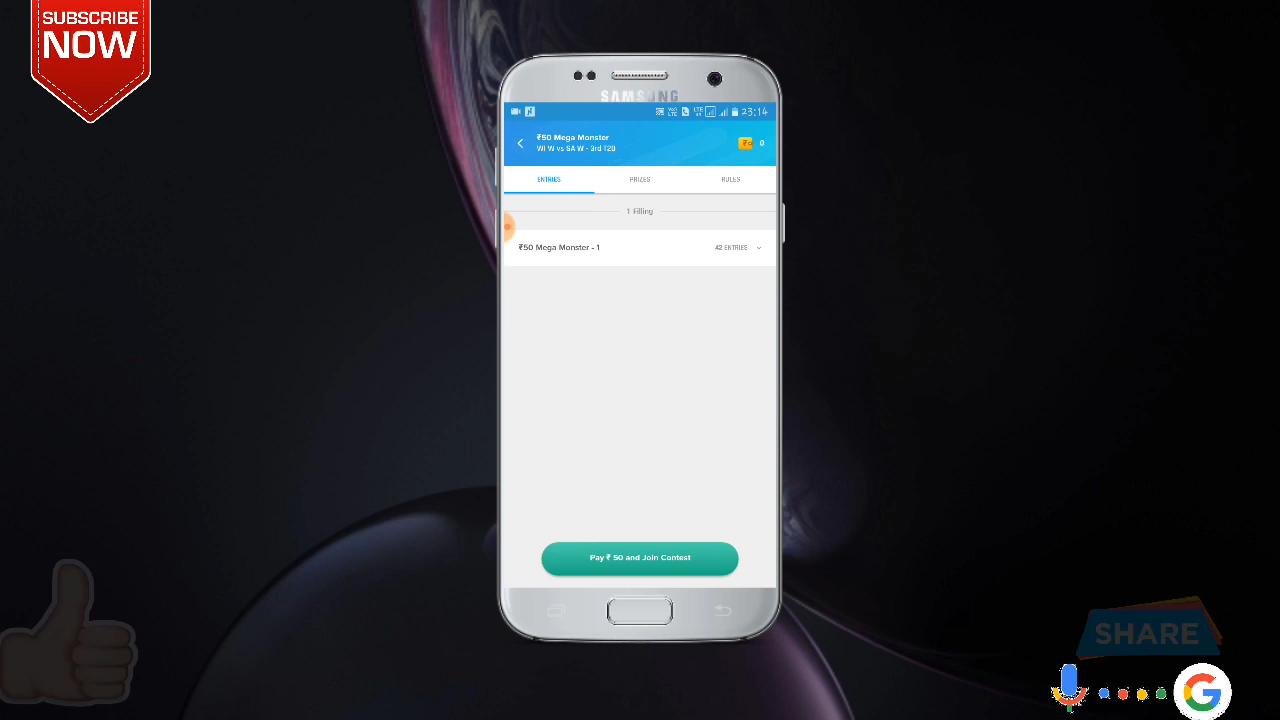 SUBSCRIBE
NOW
SAMSUNG
23:14
₹50 Mega Monster
WI W vs SA W - 3rd T20
0
ENTRIES
PRIZES
RULES
1 Filling
₹50 Mega Monster - 1
42 ENTRIES
Pay ₹ 50 and Join Contest
SHARE
G